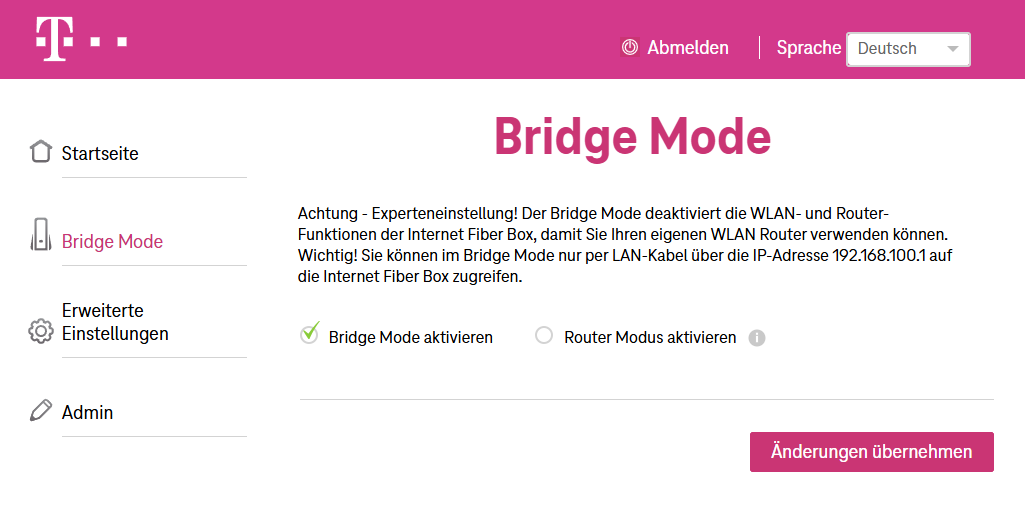 T
Abmelden
Sprache
Deutsch
Startseite
Bridge Mode
Erweiterte
Einstellungen
Admin
Bridge Mode
Achtung - Experteneinstellung! Der Bridge Mode deaktiviert die WLAN- und Router-
Funktionen der Internet Fiber Box, damit Sie Ihren eigenen WLAN Router verwenden können.
Wichtig! Sie können im Bridge Mode nur per LAN-Kabel über die IP-Adresse 192.168.100.1 auf
die Internet Fiber Box zugreifen.
Bridge Mode aktivieren
Router Modus aktivieren
i
Änderungen übernehmen